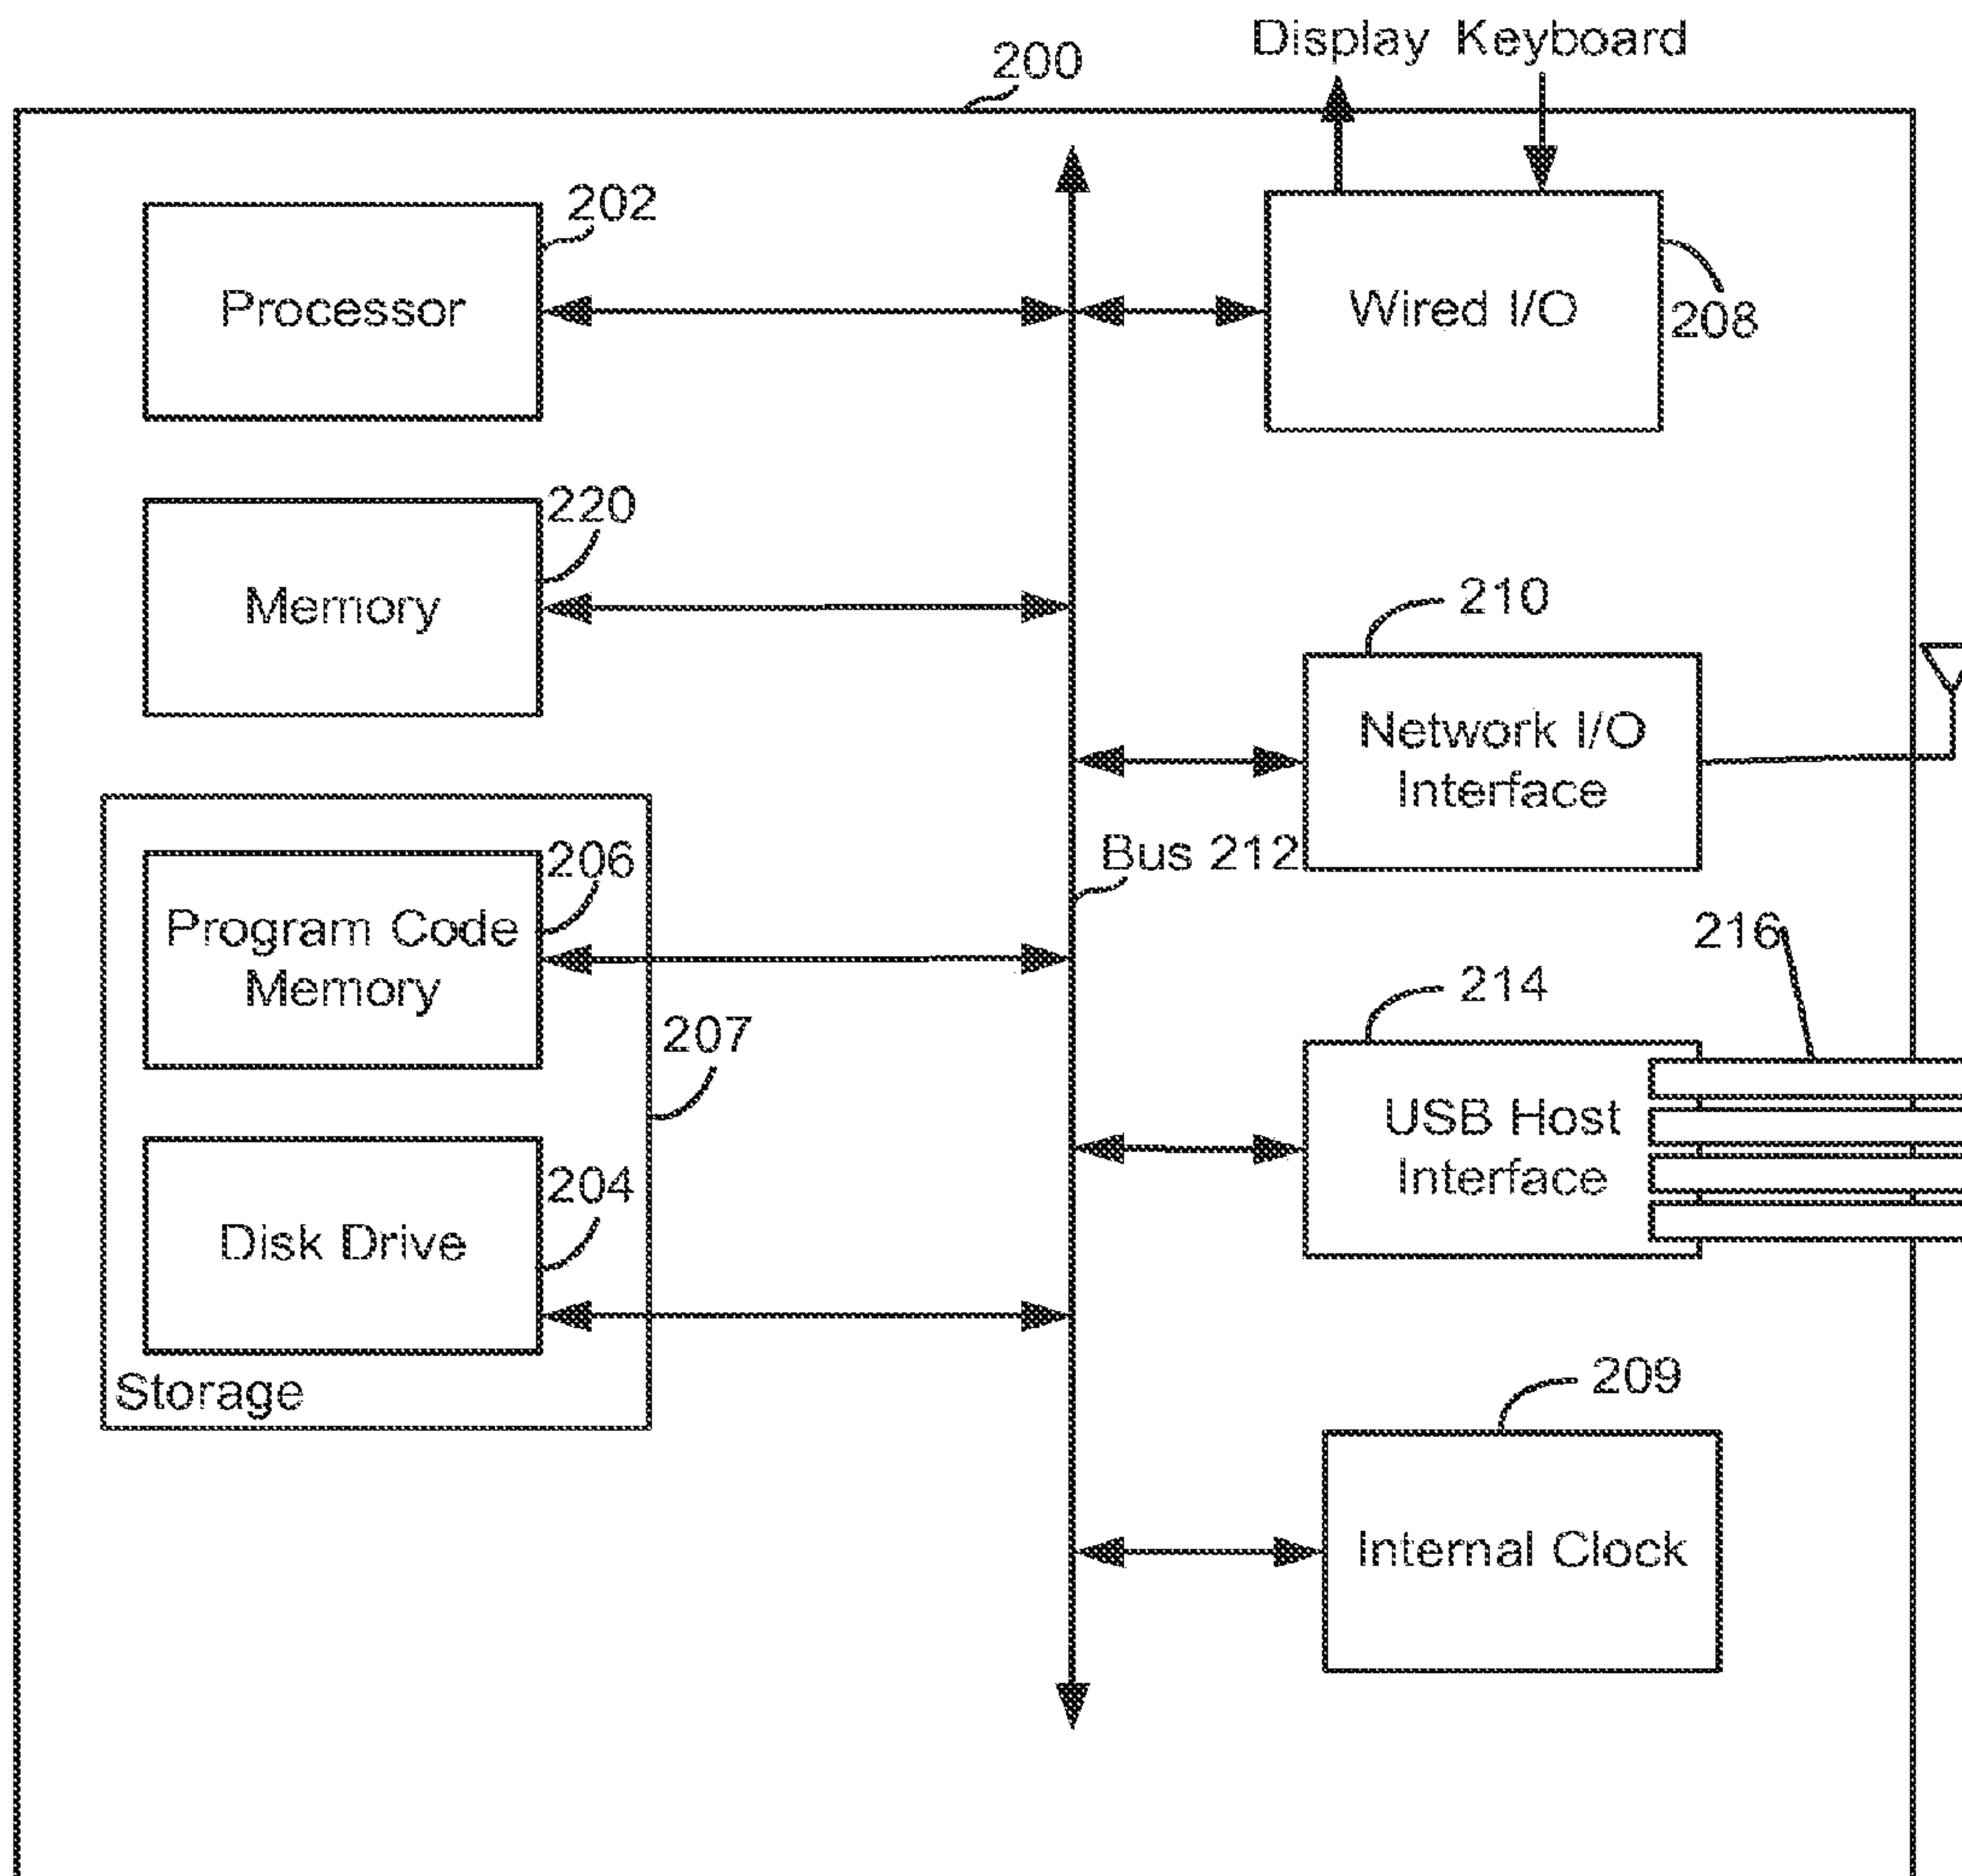 Display Keyboard
200
202
Processor
Wired I/O
208
220
Memory
210
Network I/O
Interface
Bus 212
206
Program Code
Memory
207
216
214
USB Host
Interface
204
Disk Drive
Storage
209
Internal Clock